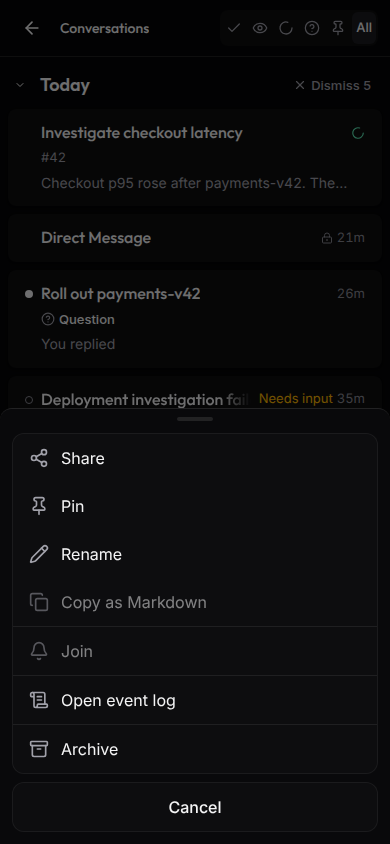 Conversations
All
Today
Dismiss 5
Investigate checkout latency
#42
Checkout p95 rose after payments-v42. The...
Direct Message
21m
Roll out payments-v42
26m
Question
You replied
Deployment investigation fail
Needs input 35m
Share
Pin
Rename
Copy as Markdown
Join
Open event log
Archive
Cancel